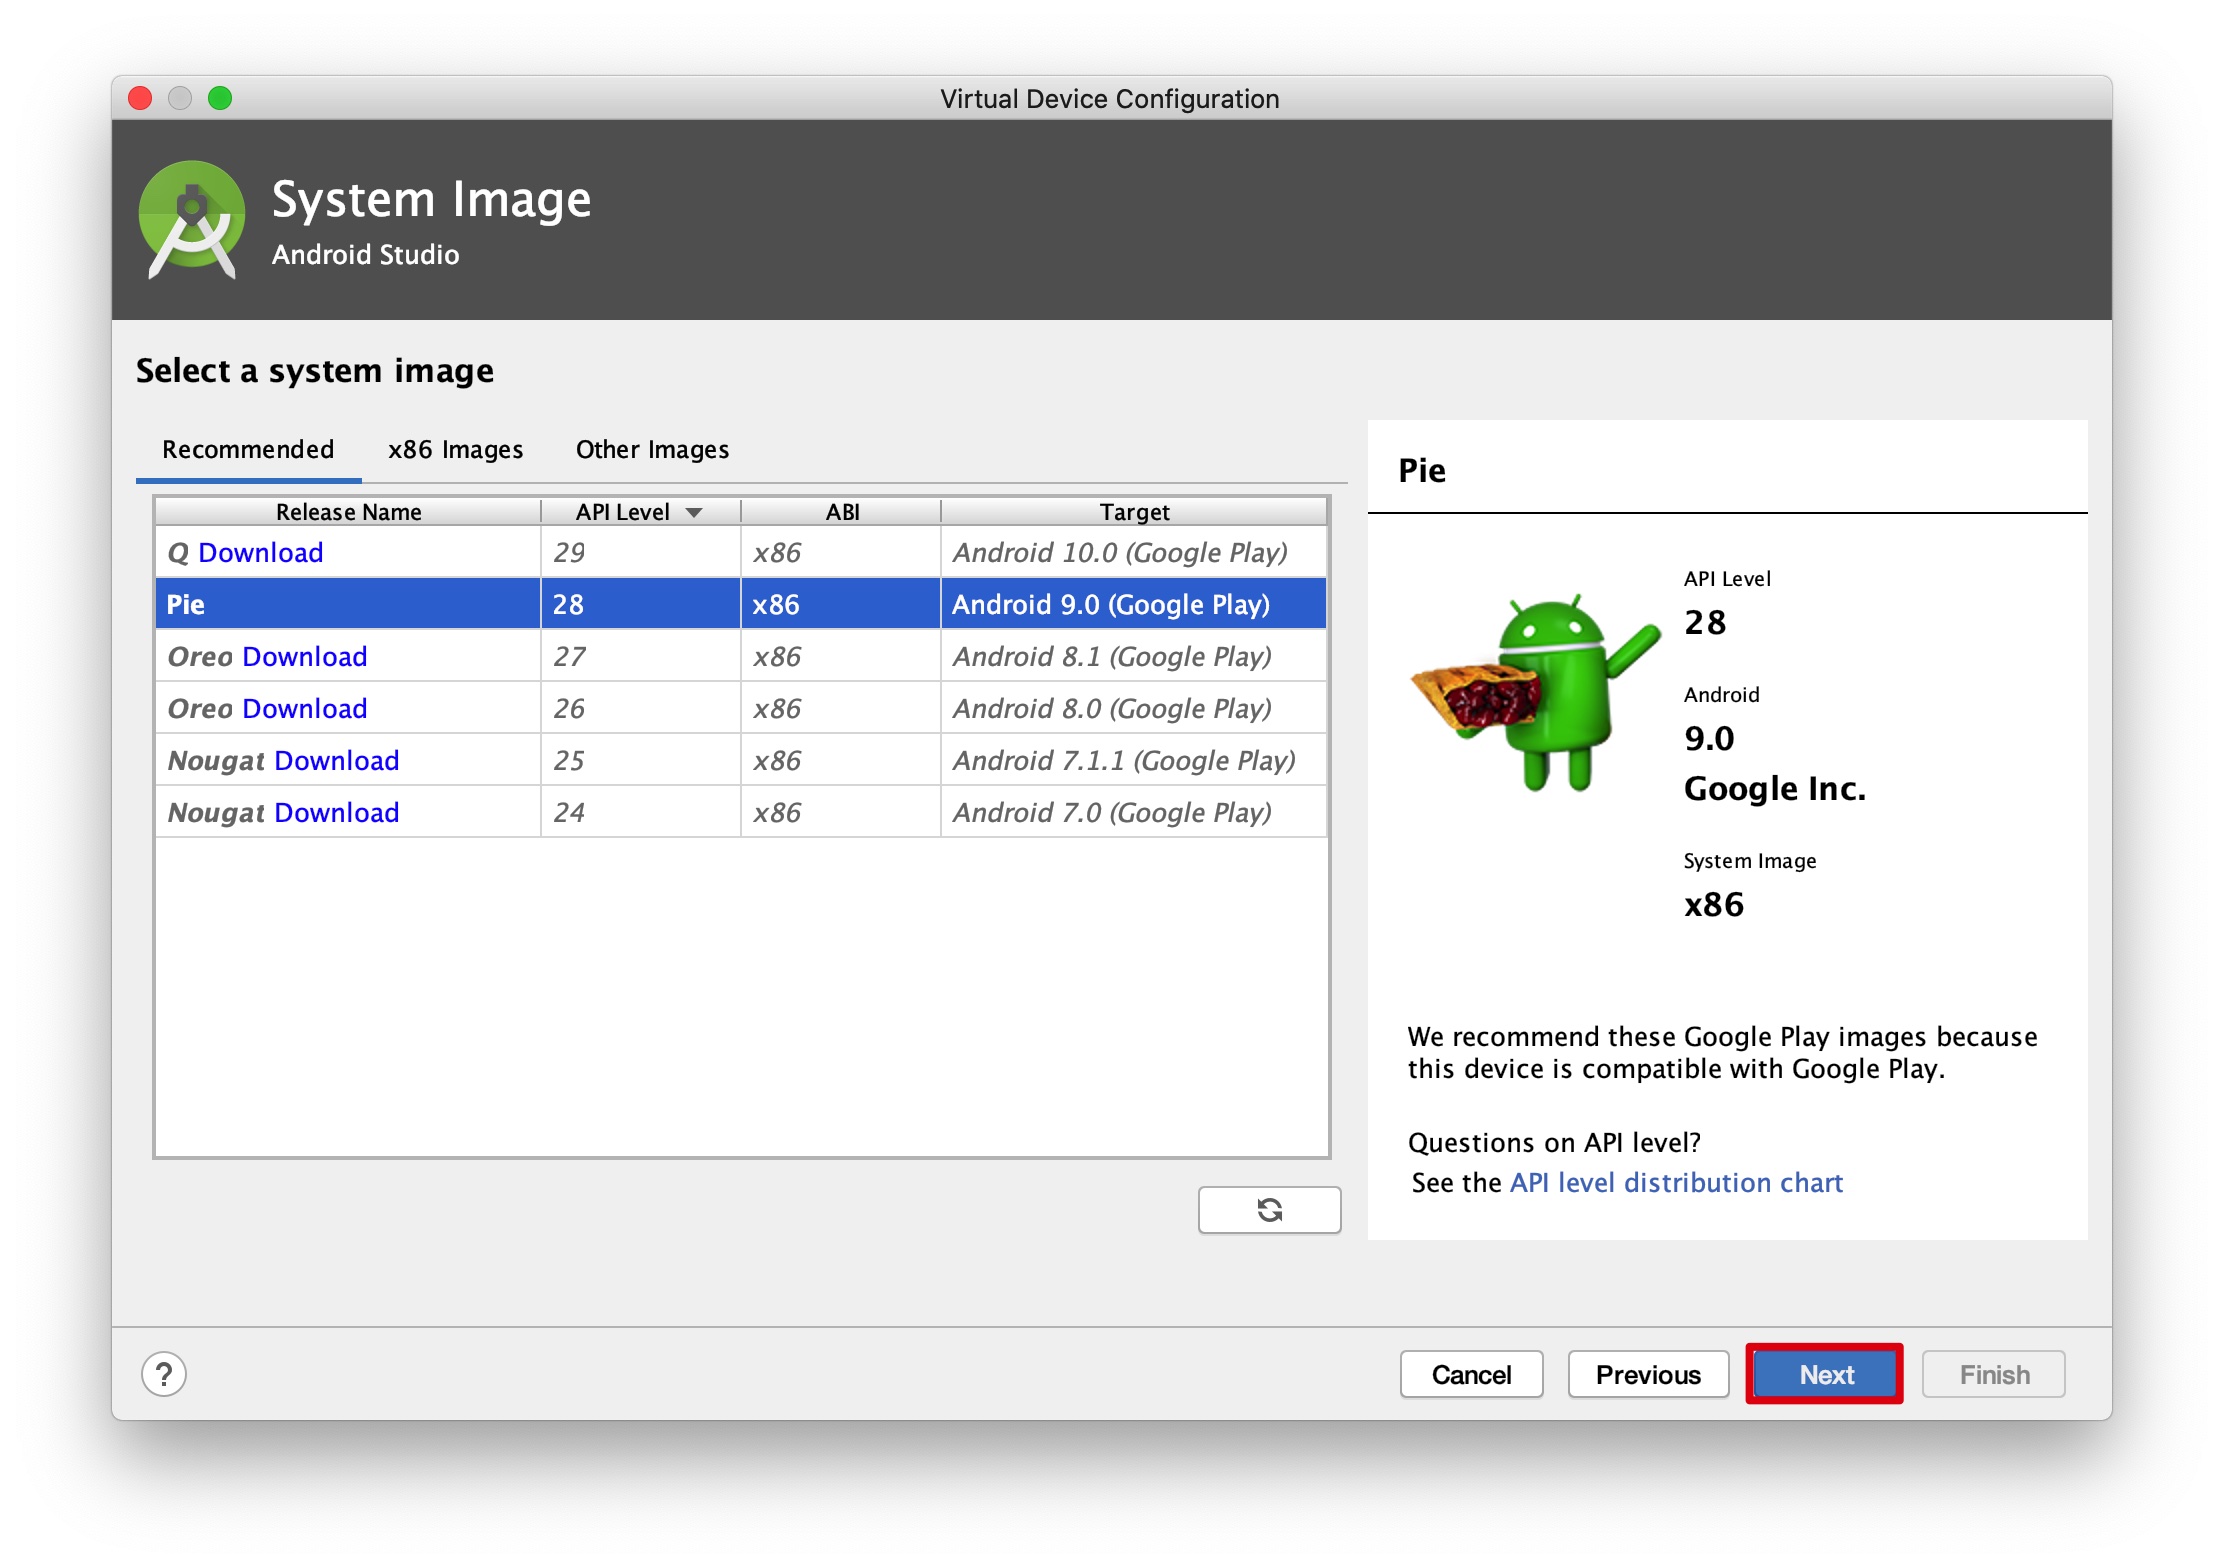 Virtual Device Configuration
System Image
Android Studio
Select a system image
Recommended x86 Images Other Images
Release Name API Level ABI Target
Q Download 29 x86 Android 10.0 (Google Play)
Pie 28 x86 Android 9.0 (Google Play)
Oreo Download 27 x86 Android 8.1 (Google Play)
Oreo Download 26 x86 Android 8.0 (Google Play)
Nougat Download 25 x86 Android 7.1.1 (Google Play)
Nougat Download 24 x86 Android 7.0 (Google Play)
Pie
API Level
28
Android
9.0
Google Inc.
System Image
x86
We recommend these Google Play images because
this device is compatible with Google Play.
Questions on API level?
See the API level distribution chart
? Cancel Previous Next Finish